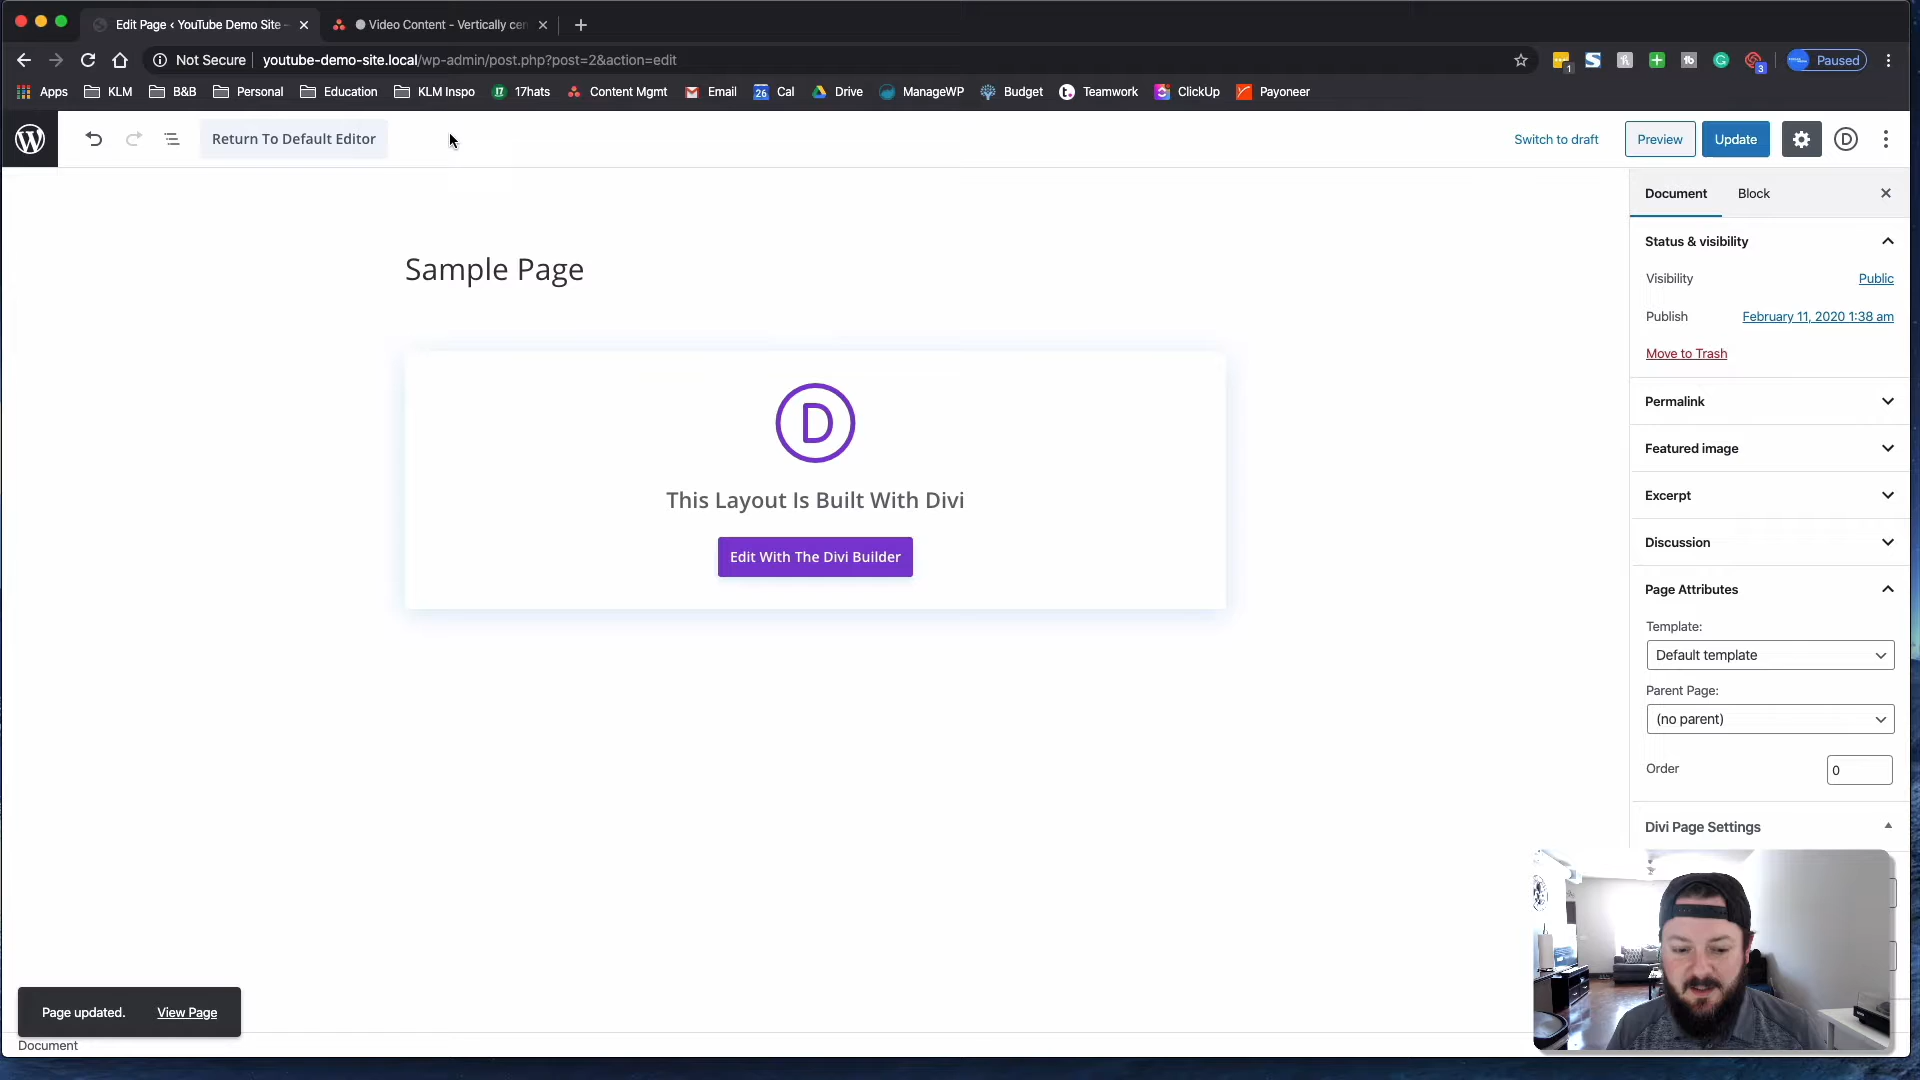 Edit Page ‹ YouTube Demo Site -
Video Content - Vertically cen
Not Secure youtube-demo-site.local/wp-admin/post.php?post=2&action=edit
1
3
Paused
Apps KLM B&B Personal Education KLM Inspo 17hats Content Mgmt Email 26 Cal Drive ManageWP Budget Teamwork ClickUp Payoneer
Return To Default Editor
Switch to draft
Preview
Update
D
Document Block
Status & visibility
Visibility Public
Publish February 11, 2020 1:38 am
Move to Trash
Permalink
Featured image
Excerpt
Discussion
Page Attributes
Template:
Default template
Parent Page:
(no parent)
Order 0
Divi Page Settings
Sample Page
D
This Layout Is Built With Divi
Edit With The Divi Builder
Page updated. View Page
Document